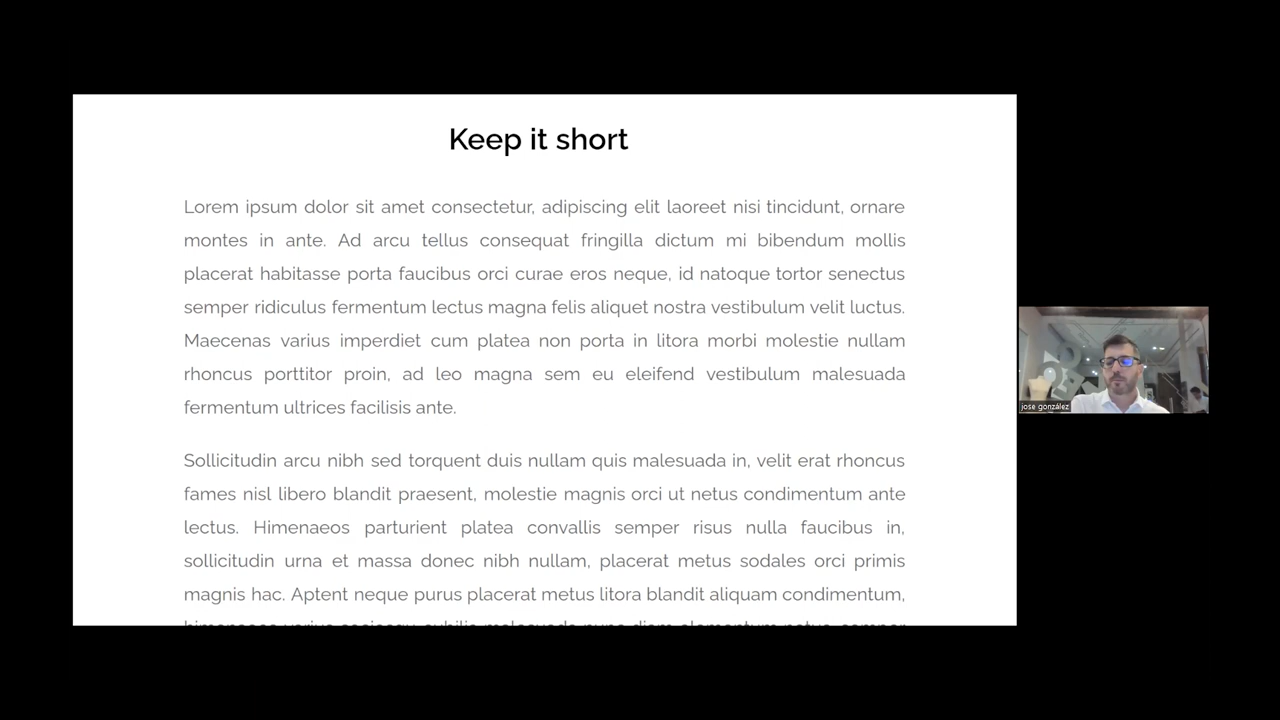 Keep it short
Lorem ipsum dolor sit amet consectetur, adipiscing elit laoreet nisi tincidunt, ornare
montes in ante. Ad arcu tellus consequat fringilla dictum mi bibendum mollis
placerat habitasse porta faucibus orci curae eros neque, id natoque tortor senectus
semper ridiculus fermentum lectus magna felis aliquet nostra vestibulum velit luctus.
Maecenas varius imperdiet cum platea non porta in litora morbi molestie nullam
rhoncus porttitor proin, ad leo magna sem eu eleifend vestibulum malesuada
fermentum ultrices facilisis ante.
Sollicitudin arcu nibh sed torquent duis nullam quis malesuada in, velit erat rhoncus
fames nisl libero blandit praesent, molestie magnis orci ut netus condimentum ante
lectus. Himenaeos parturient platea convallis semper risus nulla faucibus in,
sollicitudin urna et massa donec nibh nullam, placerat metus sodales orci primis
magnis hac. Aptent neque purus placerat metus litora blandit aliquam condimentum,
jose gonzález